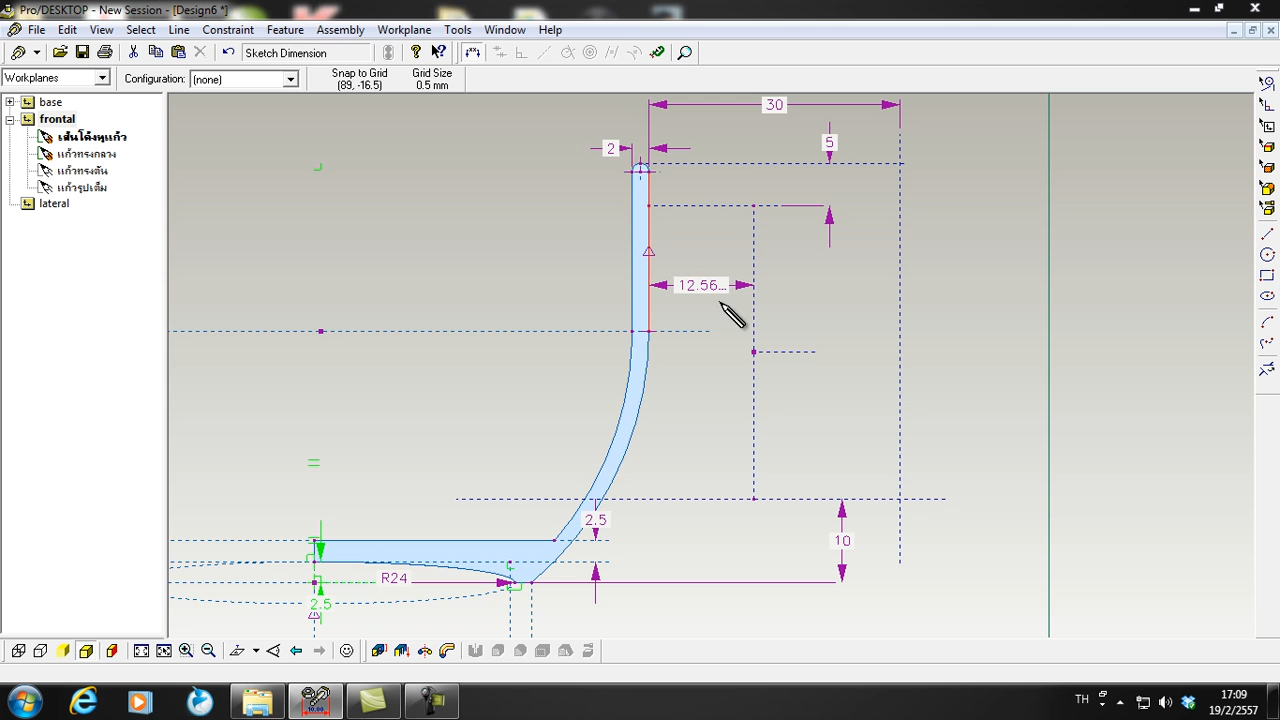 Pro/DESKTOP - New Session - [Design6 *]
File Edit View Select Line Constraint Feature Assembly Workplane Tools Window Help
Sketch Dimension
Workplanes
Configuration: (none)
Snap to Grid
(89, -16.5)
Grid Size
0.5 mm
base
frontal
เส้นโค้งหูแก้ว
แก้วทรงกลวง
แก้วทรงตัน
แก้วรูปเต็ม
lateral
30
2
5
12.56...
2.5
10
R24
2.5
TH
17:09
19/2/2557